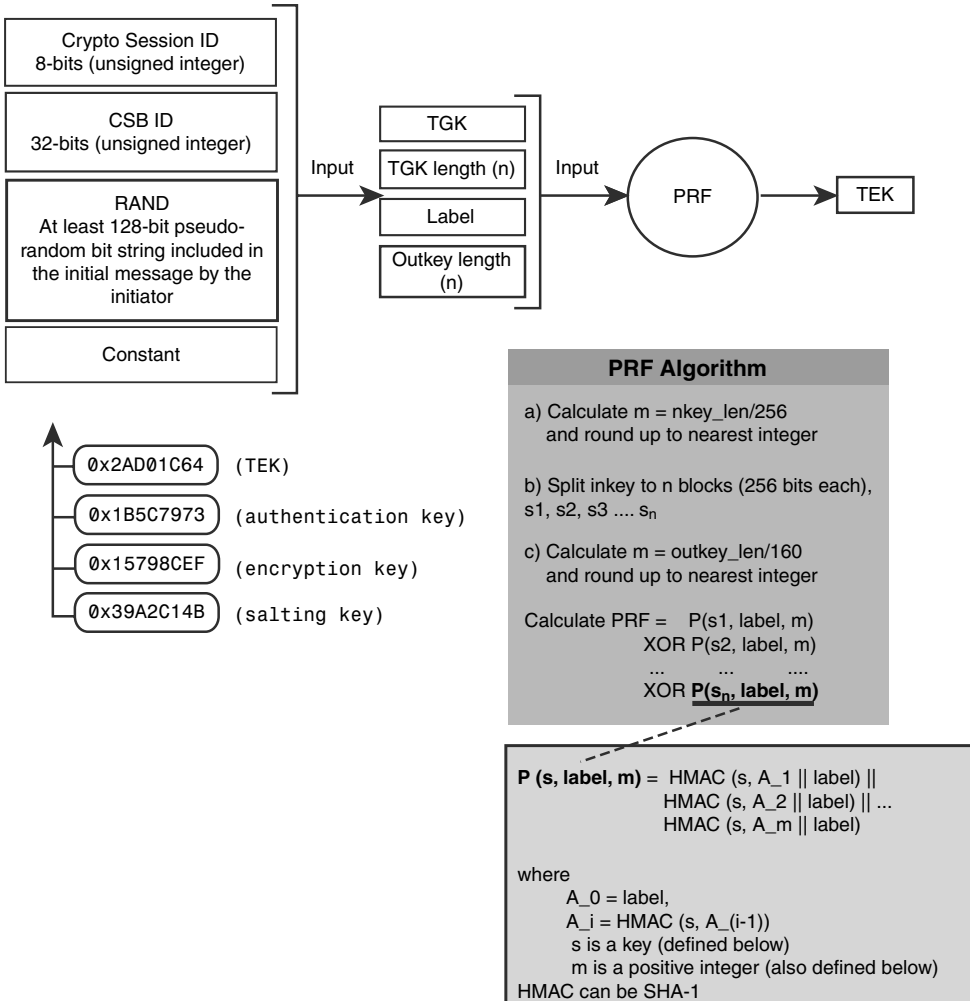 Crypto Session ID
8-bits (unsigned integer)
CSB ID
32-bits (unsigned integer)
RAND
At least 128-bit pseudo-
random bit string included in
the initial message by the
initiator
Constant
Input
TGK
TGK length (n)
Label
Outkey length
(n)
Input
PRF
TEK
0x2AD01C64 (TEK)
0x1B5C7973 (authentication key)
0x15798CEF (encryption key)
0x39A2C14B (salting key)
PRF Algorithm
a) Calculate m = nkey_len/256
and round up to nearest integer
b) Split inkey to n blocks (256 bits each),
s1, s2, s3 .... sn
c) Calculate m = outkey_len/160
and round up to nearest integer
Calculate PRF = P(s1, label, m)
XOR P(s2, label, m)
... ... ....
XOR P(sn, label, m)
P (s, label, m) = HMAC (s, A_1 || label) ||
HMAC (s, A_2 || label) || ...
HMAC (s, A_m || label)
where
A_0 = label,
A_i = HMAC (s, A_(i-1))
s is a key (defined below)
m is a positive integer (also defined below)
HMAC can be SHA-1